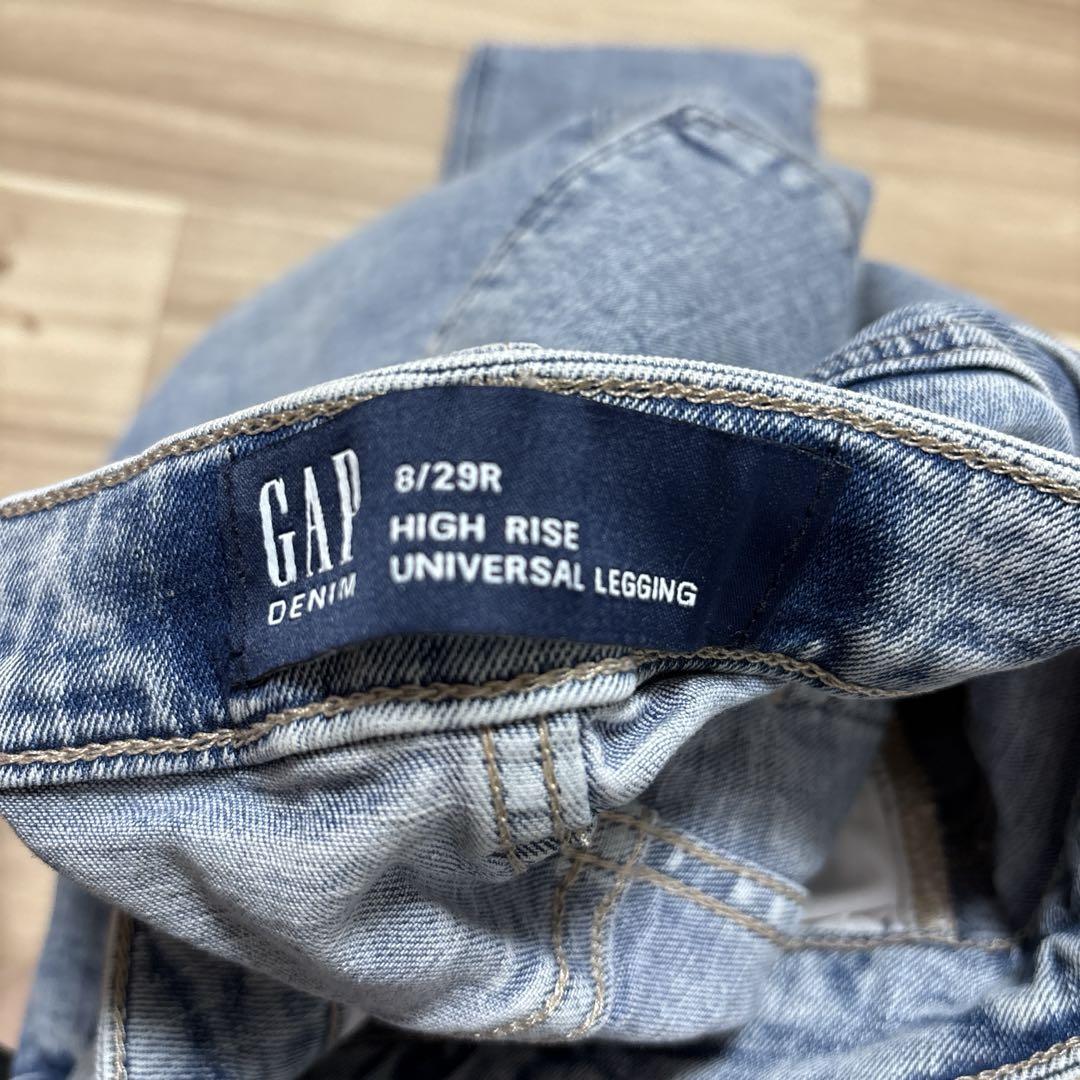 GAP
DENIM
8/29R
HIGH RISE
UNIVERSAL LEGGING